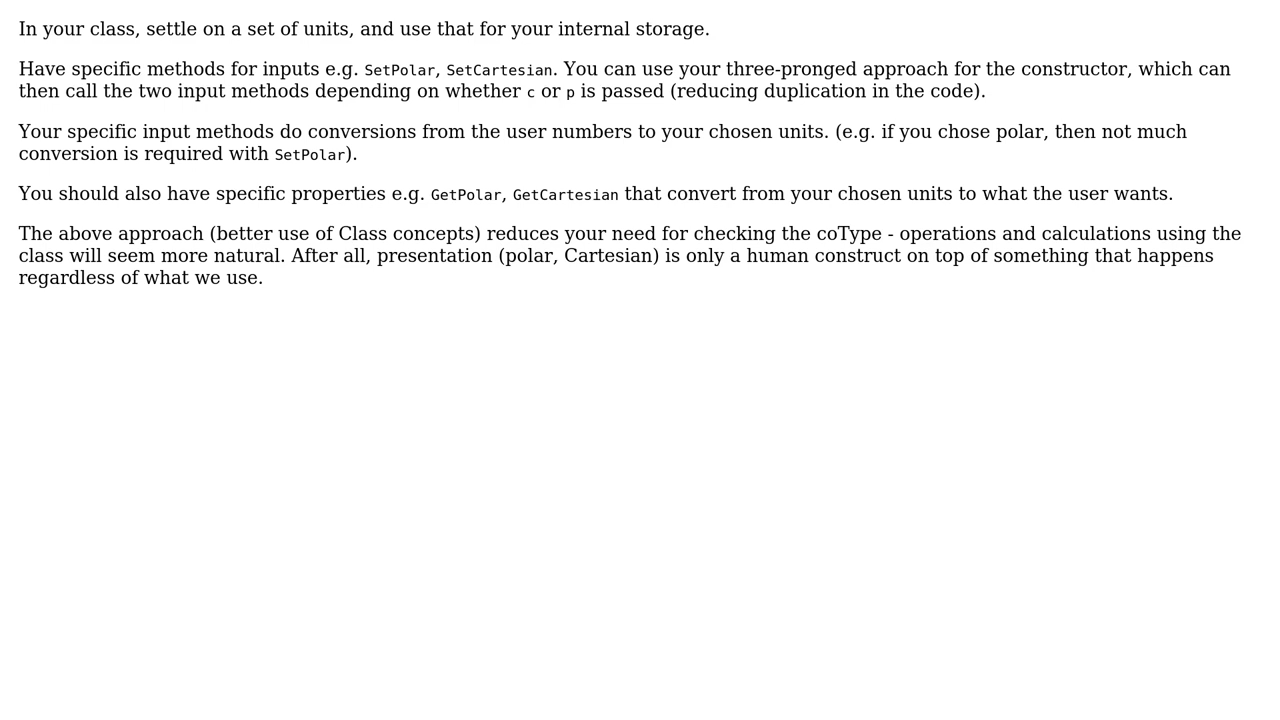 In your class, settle on a set of units, and use that for your internal storage.
Have specific methods for inputs e.g. SetPolar, SetCartesian. You can use your three-pronged approach for the constructor, which can
then call the two input methods depending on whether c or p is passed (reducing duplication in the code).
Your specific input methods do conversions from the user numbers to your chosen units. (e.g. if you chose polar, then not much
conversion is required with SetPolar).
You should also have specific properties e.g. GetPolar, GetCartesian that convert from your chosen units to what the user wants.
The above approach (better use of Class concepts) reduces your need for checking the coType - operations and calculations using the
class will seem more natural. After all, presentation (polar, Cartesian) is only a human construct on top of something that happens
regardless of what we use.